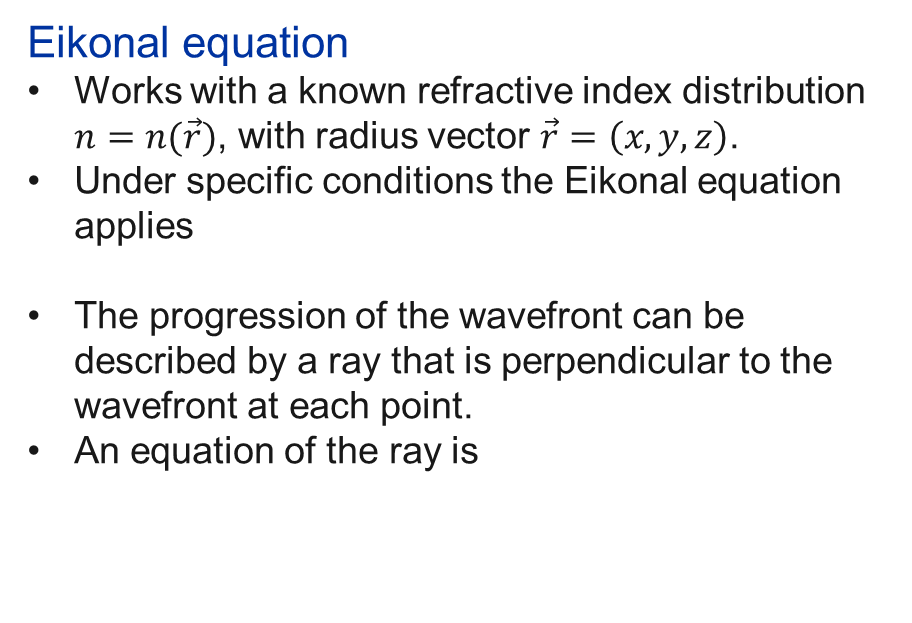 Eikonal equation
• Works with a known refractive index distribution
𝑛 = 𝑛(𝑟⃗), with radius vector 𝑟⃗ = (𝑥, 𝑦, 𝑧).
• Under specific conditions the Eikonal equation
applies
• The progression of the wavefront can be
described by a ray that is perpendicular to the
wavefront at each point.
• An equation of the ray is